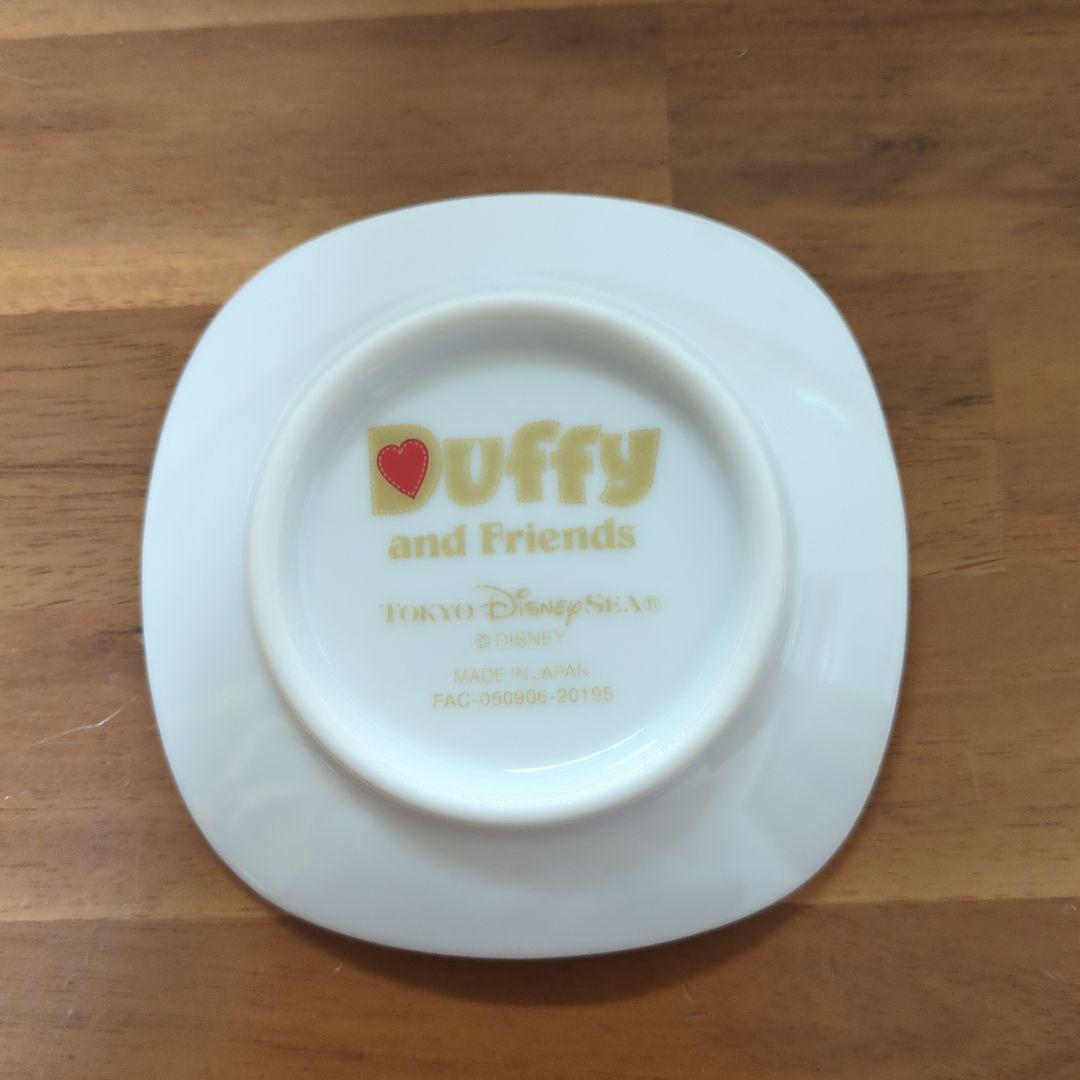 Duffy
and Friends
TOKYO DISNEYSEA®
© DISNEY
MADE IN JAPAN
FAC-050906-20195